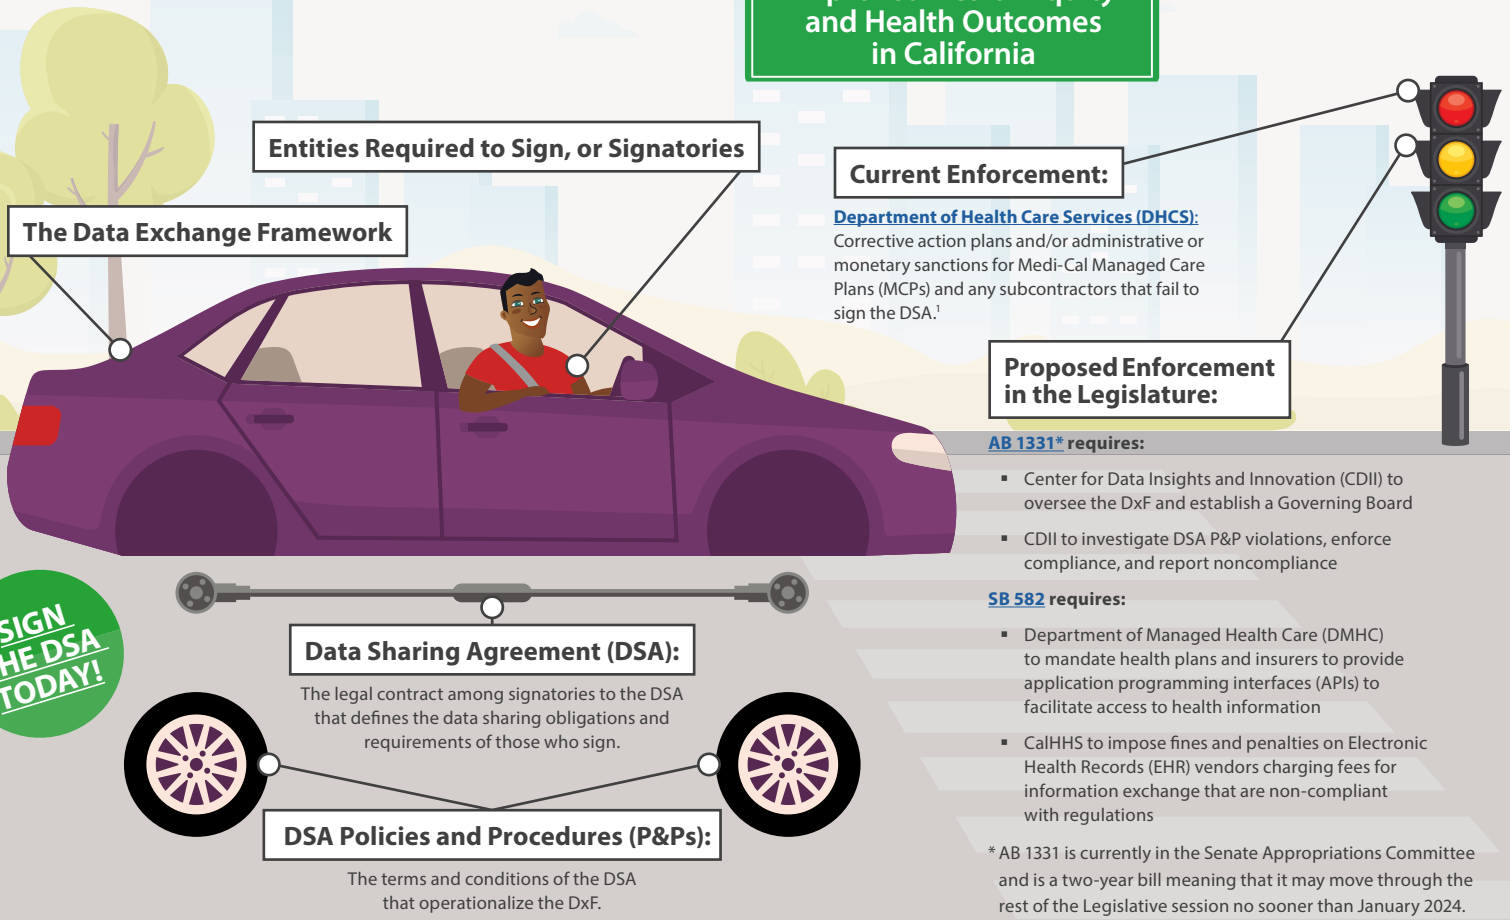 and Health Outcomes
in California
Entities Required to Sign, or Signatories
The Data Exchange Framework
Current Enforcement:
Department of Health Care Services (DHCS):
Corrective action plans and/or administrative or
monetary sanctions for Medi-Cal Managed Care
Plans (MCPs) and any subcontractors that fail to
sign the DSA.¹
Proposed Enforcement
in the Legislature:
AB 1331* requires:
▪ Center for Data Insights and Innovation (CDII) to
oversee the DxF and establish a Governing Board
▪ CDII to investigate DSA P&P violations, enforce
compliance, and report noncompliance
SB 582 requires:
▪ Department of Managed Health Care (DMHC)
to mandate health plans and insurers to provide
application programming interfaces (APIs) to
facilitate access to health information
▪ CalHHS to impose fines and penalties on Electronic
Health Records (EHR) vendors charging fees for
information exchange that are non-compliant
with regulations
* AB 1331 is currently in the Senate Appropriations Committee
and is a two-year bill meaning that it may move through the
rest of the Legislative session no sooner than January 2024.
SIGN
HE DSA
TODAY!
Data Sharing Agreement (DSA):
The legal contract among signatories to the DSA
that defines the data sharing obligations and
requirements of those who sign.
DSA Policies and Procedures (P&Ps):
The terms and conditions of the DSA
that operationalize the DxF.